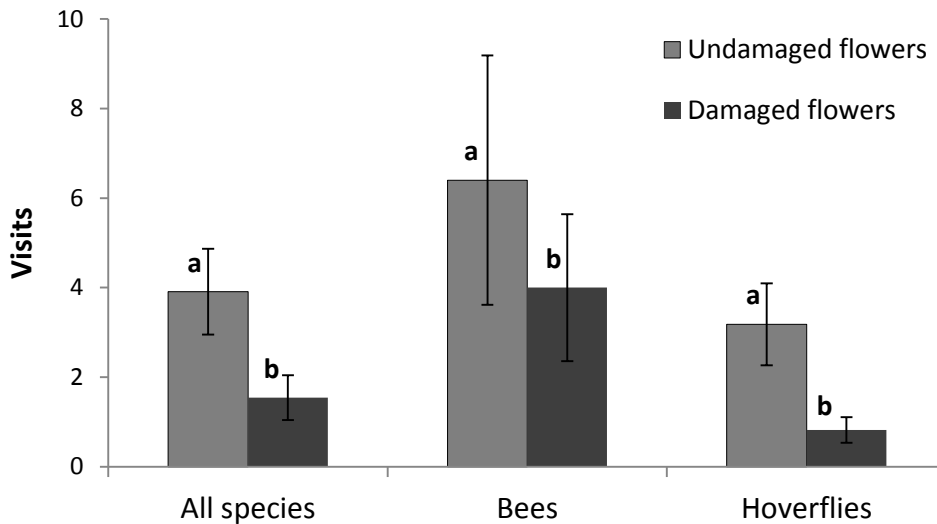 10
8
6
4
2
0
Visits
Undamaged flowers
Damaged flowers
a
b
a
b
a
b
All species
Bees
Hoverflies